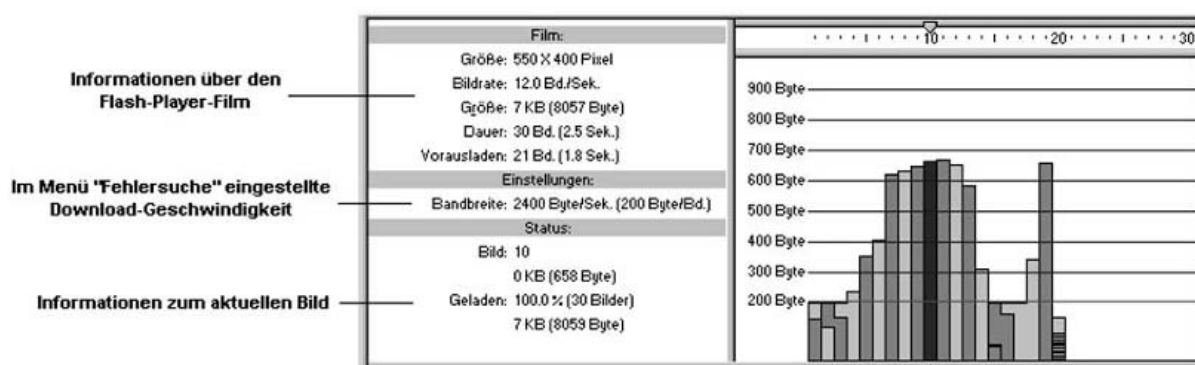 Informationen über den
Flash-Player-Film
Im Menü "Fehlersuche" eingestellte
Download-Geschwindigkeit
Informationen zum aktuellen Bild
Film:
Größe: 550 X 400 Pixel
Bildrate: 12.0 Bd./Sek.
Größe: 7 KB (8057 Byte)
Dauer: 30 Bd. (2.5 Sek.)
Vorausladen: 21 Bd. (1.8 Sek.)
Einstellungen:
Bandbreite: 2400 Byte/Sek. (200 Byte/Bd.)
Status:
Bild: 10
0 KB (658 Byte)
Geladen: 100.0 % (30 Bilder)
7 KB (8059 Byte)
10 20 30
900 Byte
800 Byte
700 Byte
600 Byte
500 Byte
400 Byte
300 Byte
200 Byte